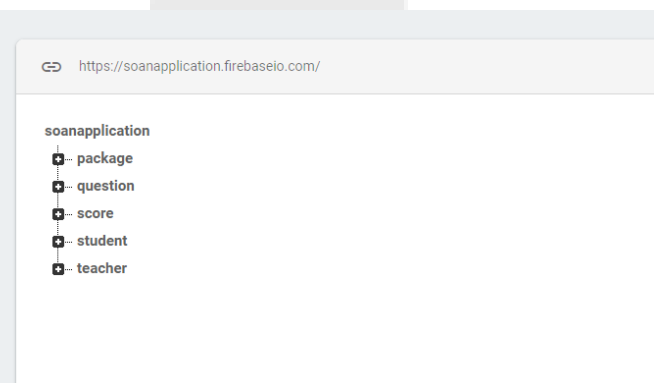 https://soanapplication.firebaseio.com/
soanapplication
package
question
score
student
teacher